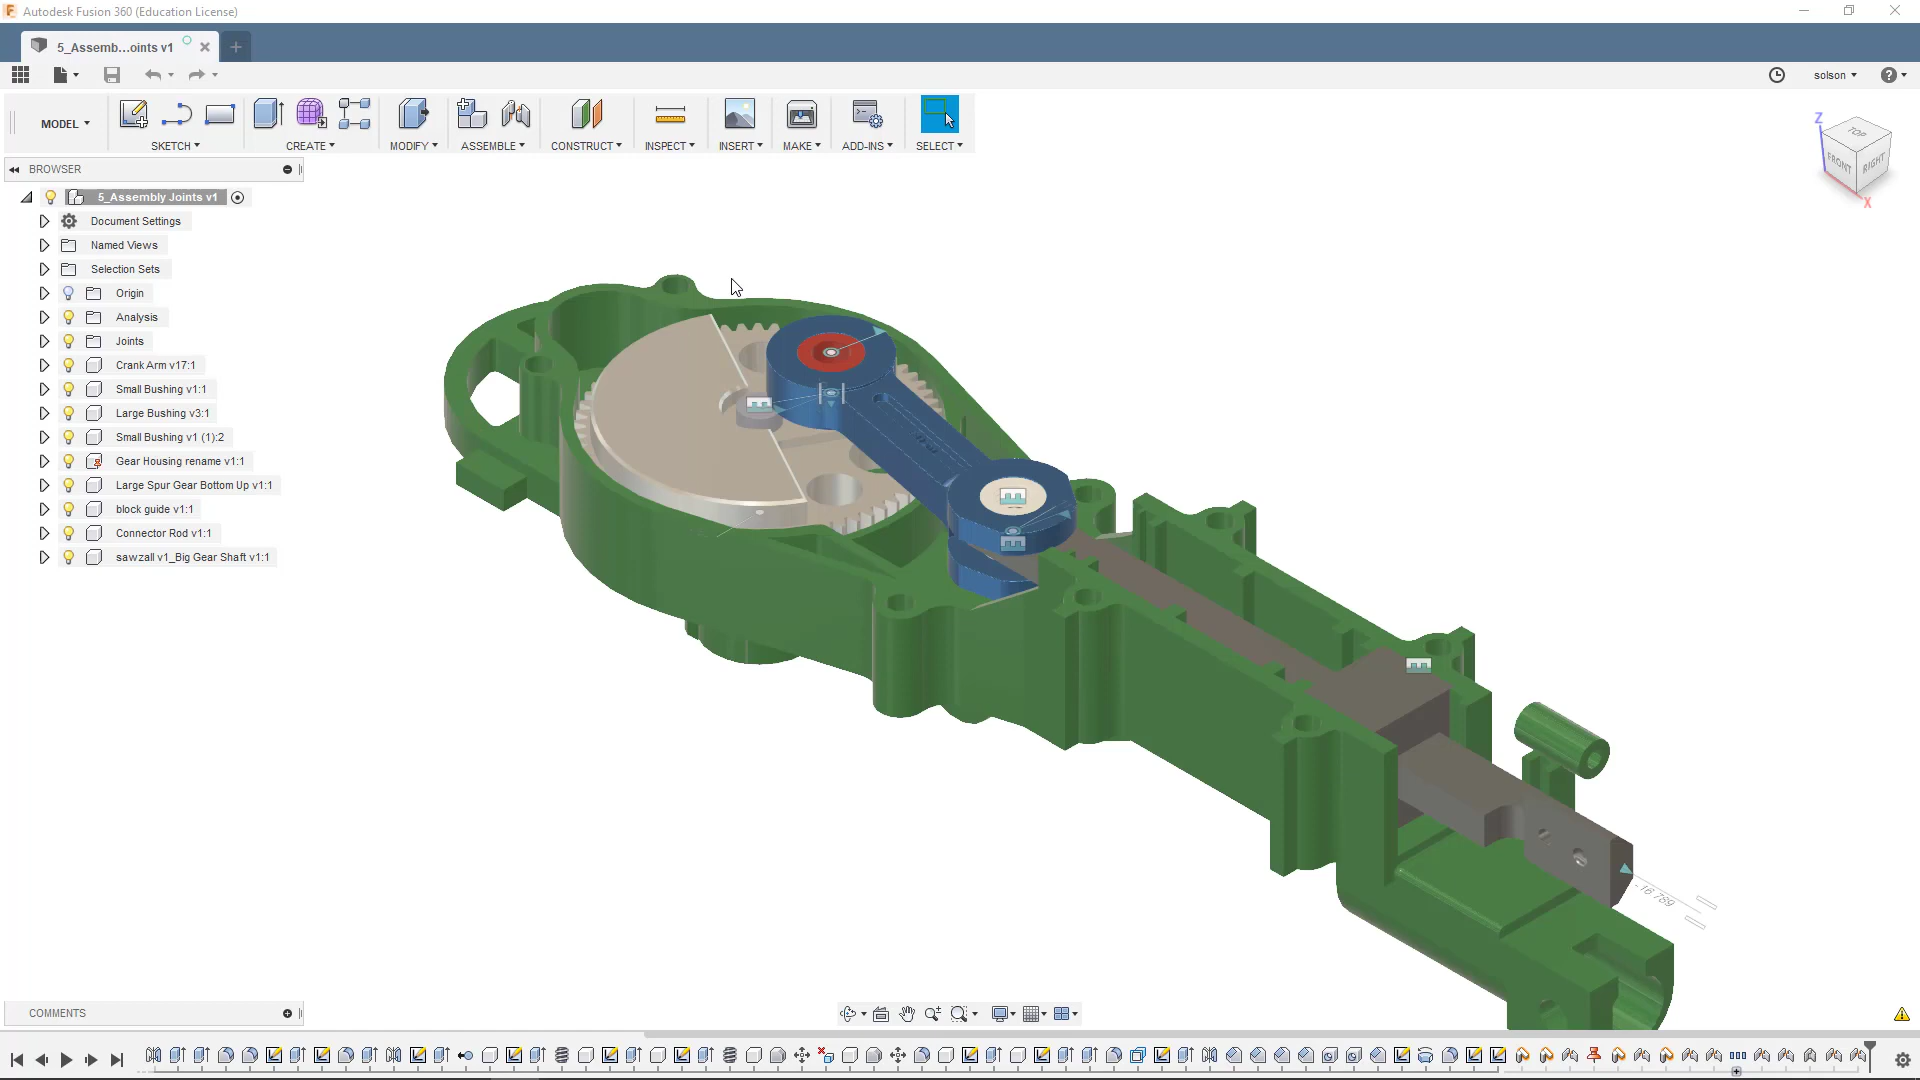 Autodesk Fusion 360 (Education License)
5_Assemb...oints v1
solson
MODEL
SKETCH
CREATE
MODIFY
ASSEMBLE
CONSTRUCT
INSPECT
INSERT
MAKE
ADD-INS
SELECT
Z
TOP
FRONT
RIGHT
X
BROWSER
5_Assembly Joints v1
Document Settings
Named Views
Selection Sets
Origin
Analysis
Joints
Crank Arm v17:1
Small Bushing v1:1
Large Bushing v3:1
Small Bushing v1 (1):2
Gear Housing rename v1:1
Large Spur Gear Bottom Up v1:1
block guide v1:1
Connector Rod v1:1
sawzall v1_Big Gear Shaft v1:1
-16.789
COMMENTS